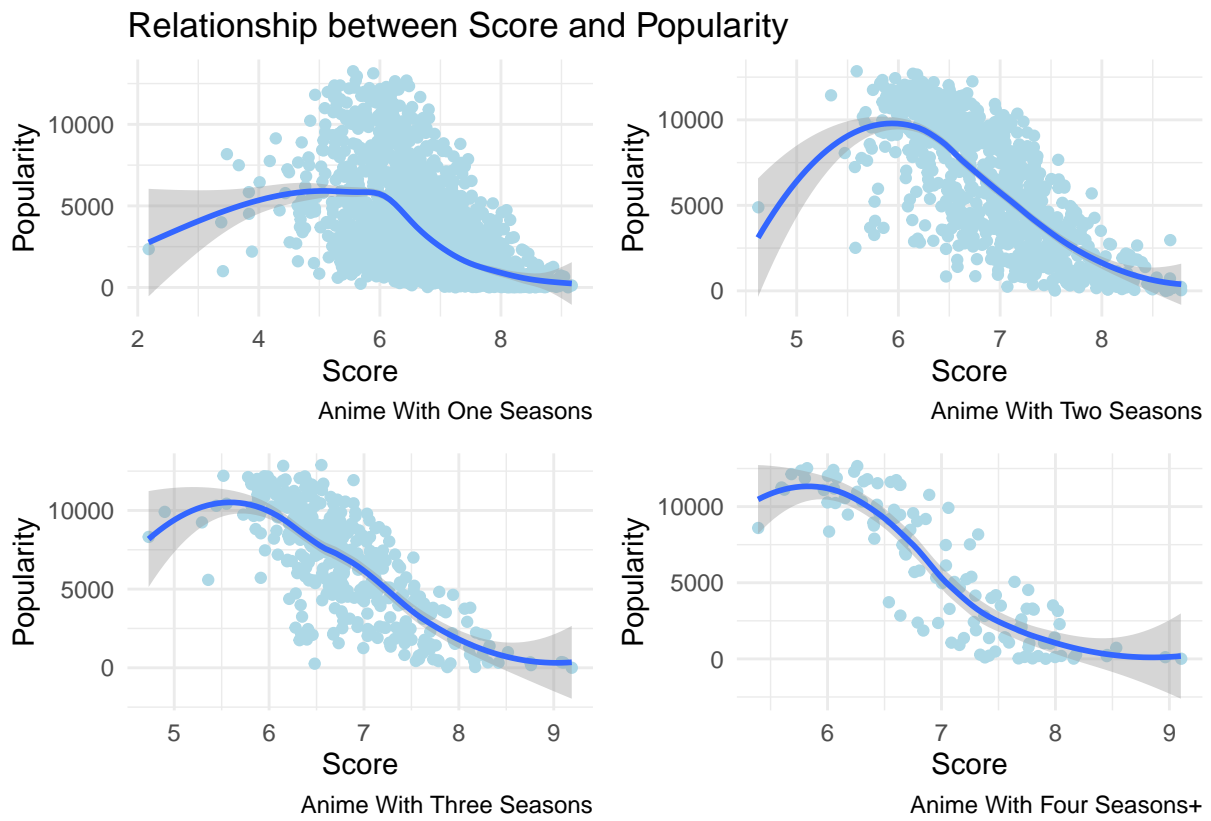 Relationship between Score and Popularity
Popularity
10000
5000
0
2 4 6 8
Score
Anime With One Seasons
Popularity
10000
5000
0
5 6 7 8
Score
Anime With Two Seasons
Popularity
10000
5000
0
5 6 7 8 9
Score
Anime With Three Seasons
Popularity
10000
5000
0
6 7 8 9
Score
Anime With Four Seasons+